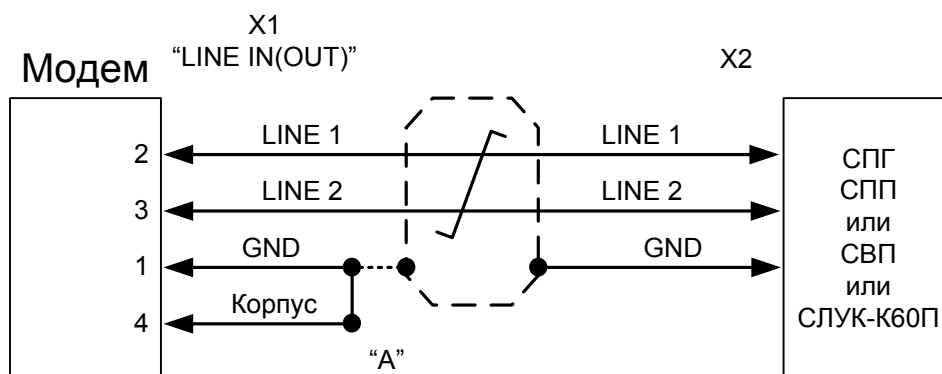 X1
“LINE IN(OUT)”
X2
Модем
2
LINE 1
LINE 1
3
LINE 2
LINE 2
1
GND
GND
4
Корпус
“А”
СПГ
СПП
или
СВП
или
СЛУК-К60П